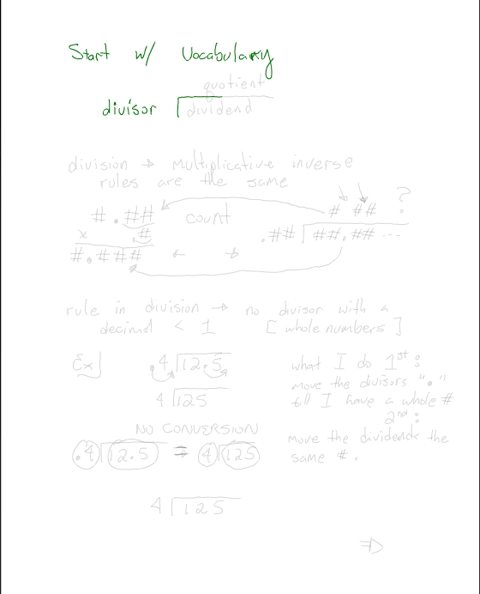 Start w/ Vocabulary
quotient
divisor dividend
division → multiplicative inverse
rules are the same
#.## count # ## ?
x .# .## ##.## ...
#.### ← →
rule in division → no divisor with a
decimal < 1 [whole numbers]
Ex] .4 12.5 what I do 1st:
move the divisors "."
4 125 till I have a whole #
2nd:
NO CONVERSION move the dividends the
.4 12.5 = 4 125 same #.
4 125